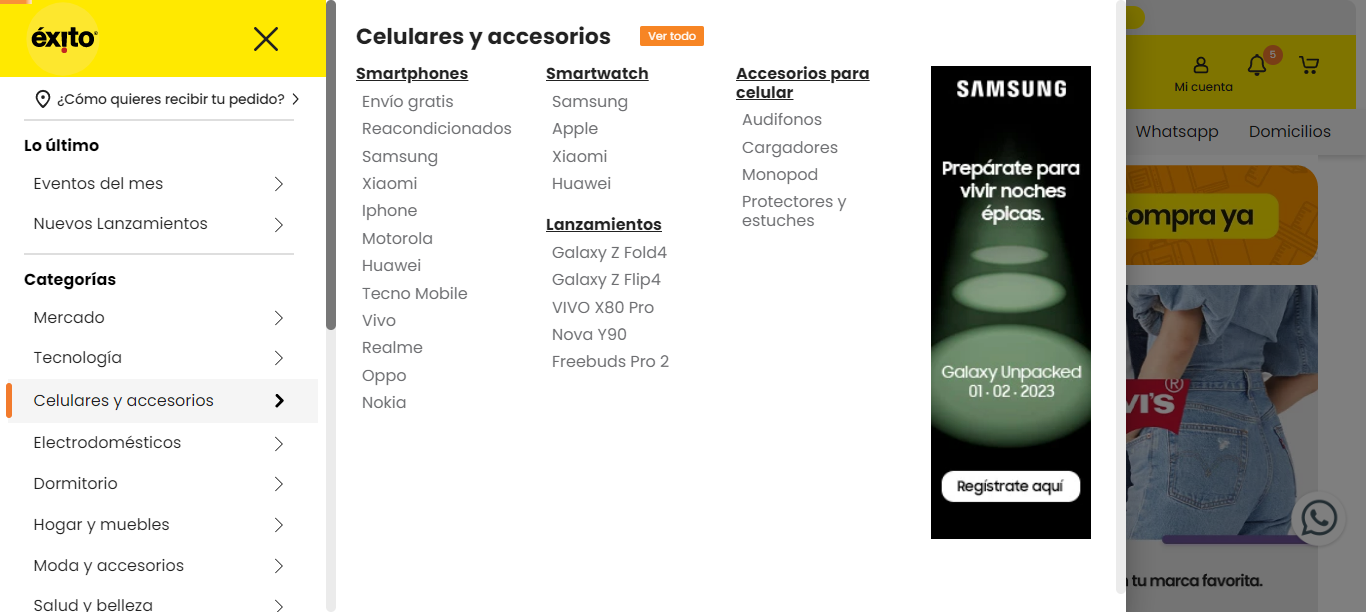 éxito
¿Cómo quieres recibir tu pedido?
Lo último
Eventos del mes
Nuevos Lanzamientos
Categorías
Mercado
Tecnología
Celulares y accesorios
Electrodomésticos
Dormitorio
Hogar y muebles
Moda y accesorios
Salud y belleza
Celulares y accesorios
Ver todo
Smartphones
Envío gratis
Reacondicionados
Samsung
Xiaomi
Iphone
Motorola
Huawei
Tecno Mobile
Vivo
Realme
Oppo
Nokia
Smartwatch
Samsung
Apple
Xiaomi
Huawei
Lanzamientos
Galaxy Z Fold4
Galaxy Z Flip4
VIVO X80 Pro
Nova Y90
Freebuds Pro 2
Accesorios para
celular
Audifonos
Cargadores
Monopod
Protectores y
estuches
SAMSUNG
Prepárate para
vivir noches
épicas.
Galaxy Unpacked
01 · 02 · 2023
Regístrate aquí
5
Mi cuenta
Whatsapp
Domicilios
ompra ya
VI'S
®
tu marca favorita.